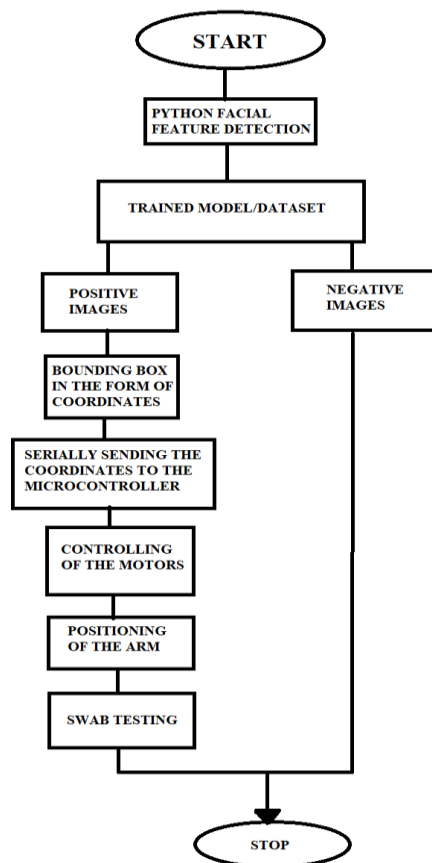 START
PYTHON FACIAL
FEATURE DETECTION
TRAINED MODEL/DATASET
POSITIVE
IMAGES
NEGATIVE
IMAGES
BOUNDING BOX
IN THE FORM OF
COORDINATES
SERIALLY SENDING THE
COORDINATES TO THE
MICROCONTROLLER
CONTROLLING
OF THE MOTORS
POSITIONING
OF THE ARM
SWAB TESTING
STOP